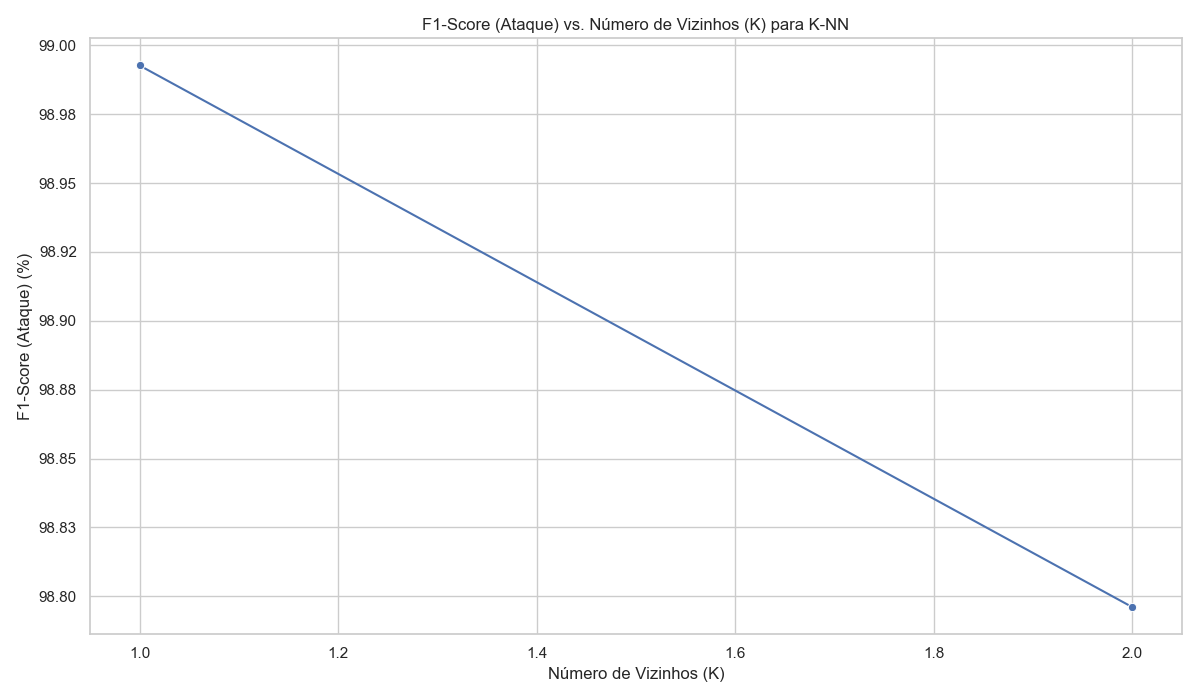 F1-Score (Ataque) vs. Número de Vizinhos (K) para K-NN
F1-Score (Ataque) (%)
99.00
98.98
98.95
98.92
98.90
98.88
98.85
98.83
98.80
1.0 1.2 1.4 1.6 1.8 2.0
Número de Vizinhos (K)